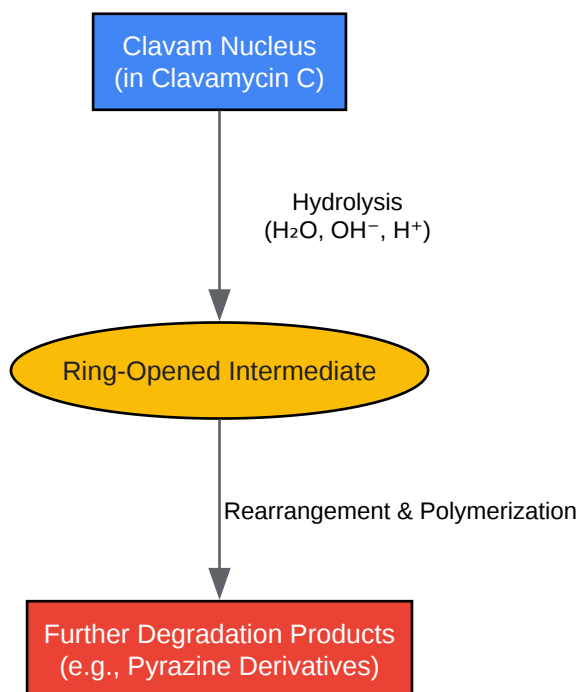 Clavam Nucleus
(in Clavamycin C)
Hydrolysis
(H₂O, OH⁻, H⁺)
Ring-Opened Intermediate
Rearrangement & Polymerization
Further Degradation Products
(e.g., Pyrazine Derivatives)